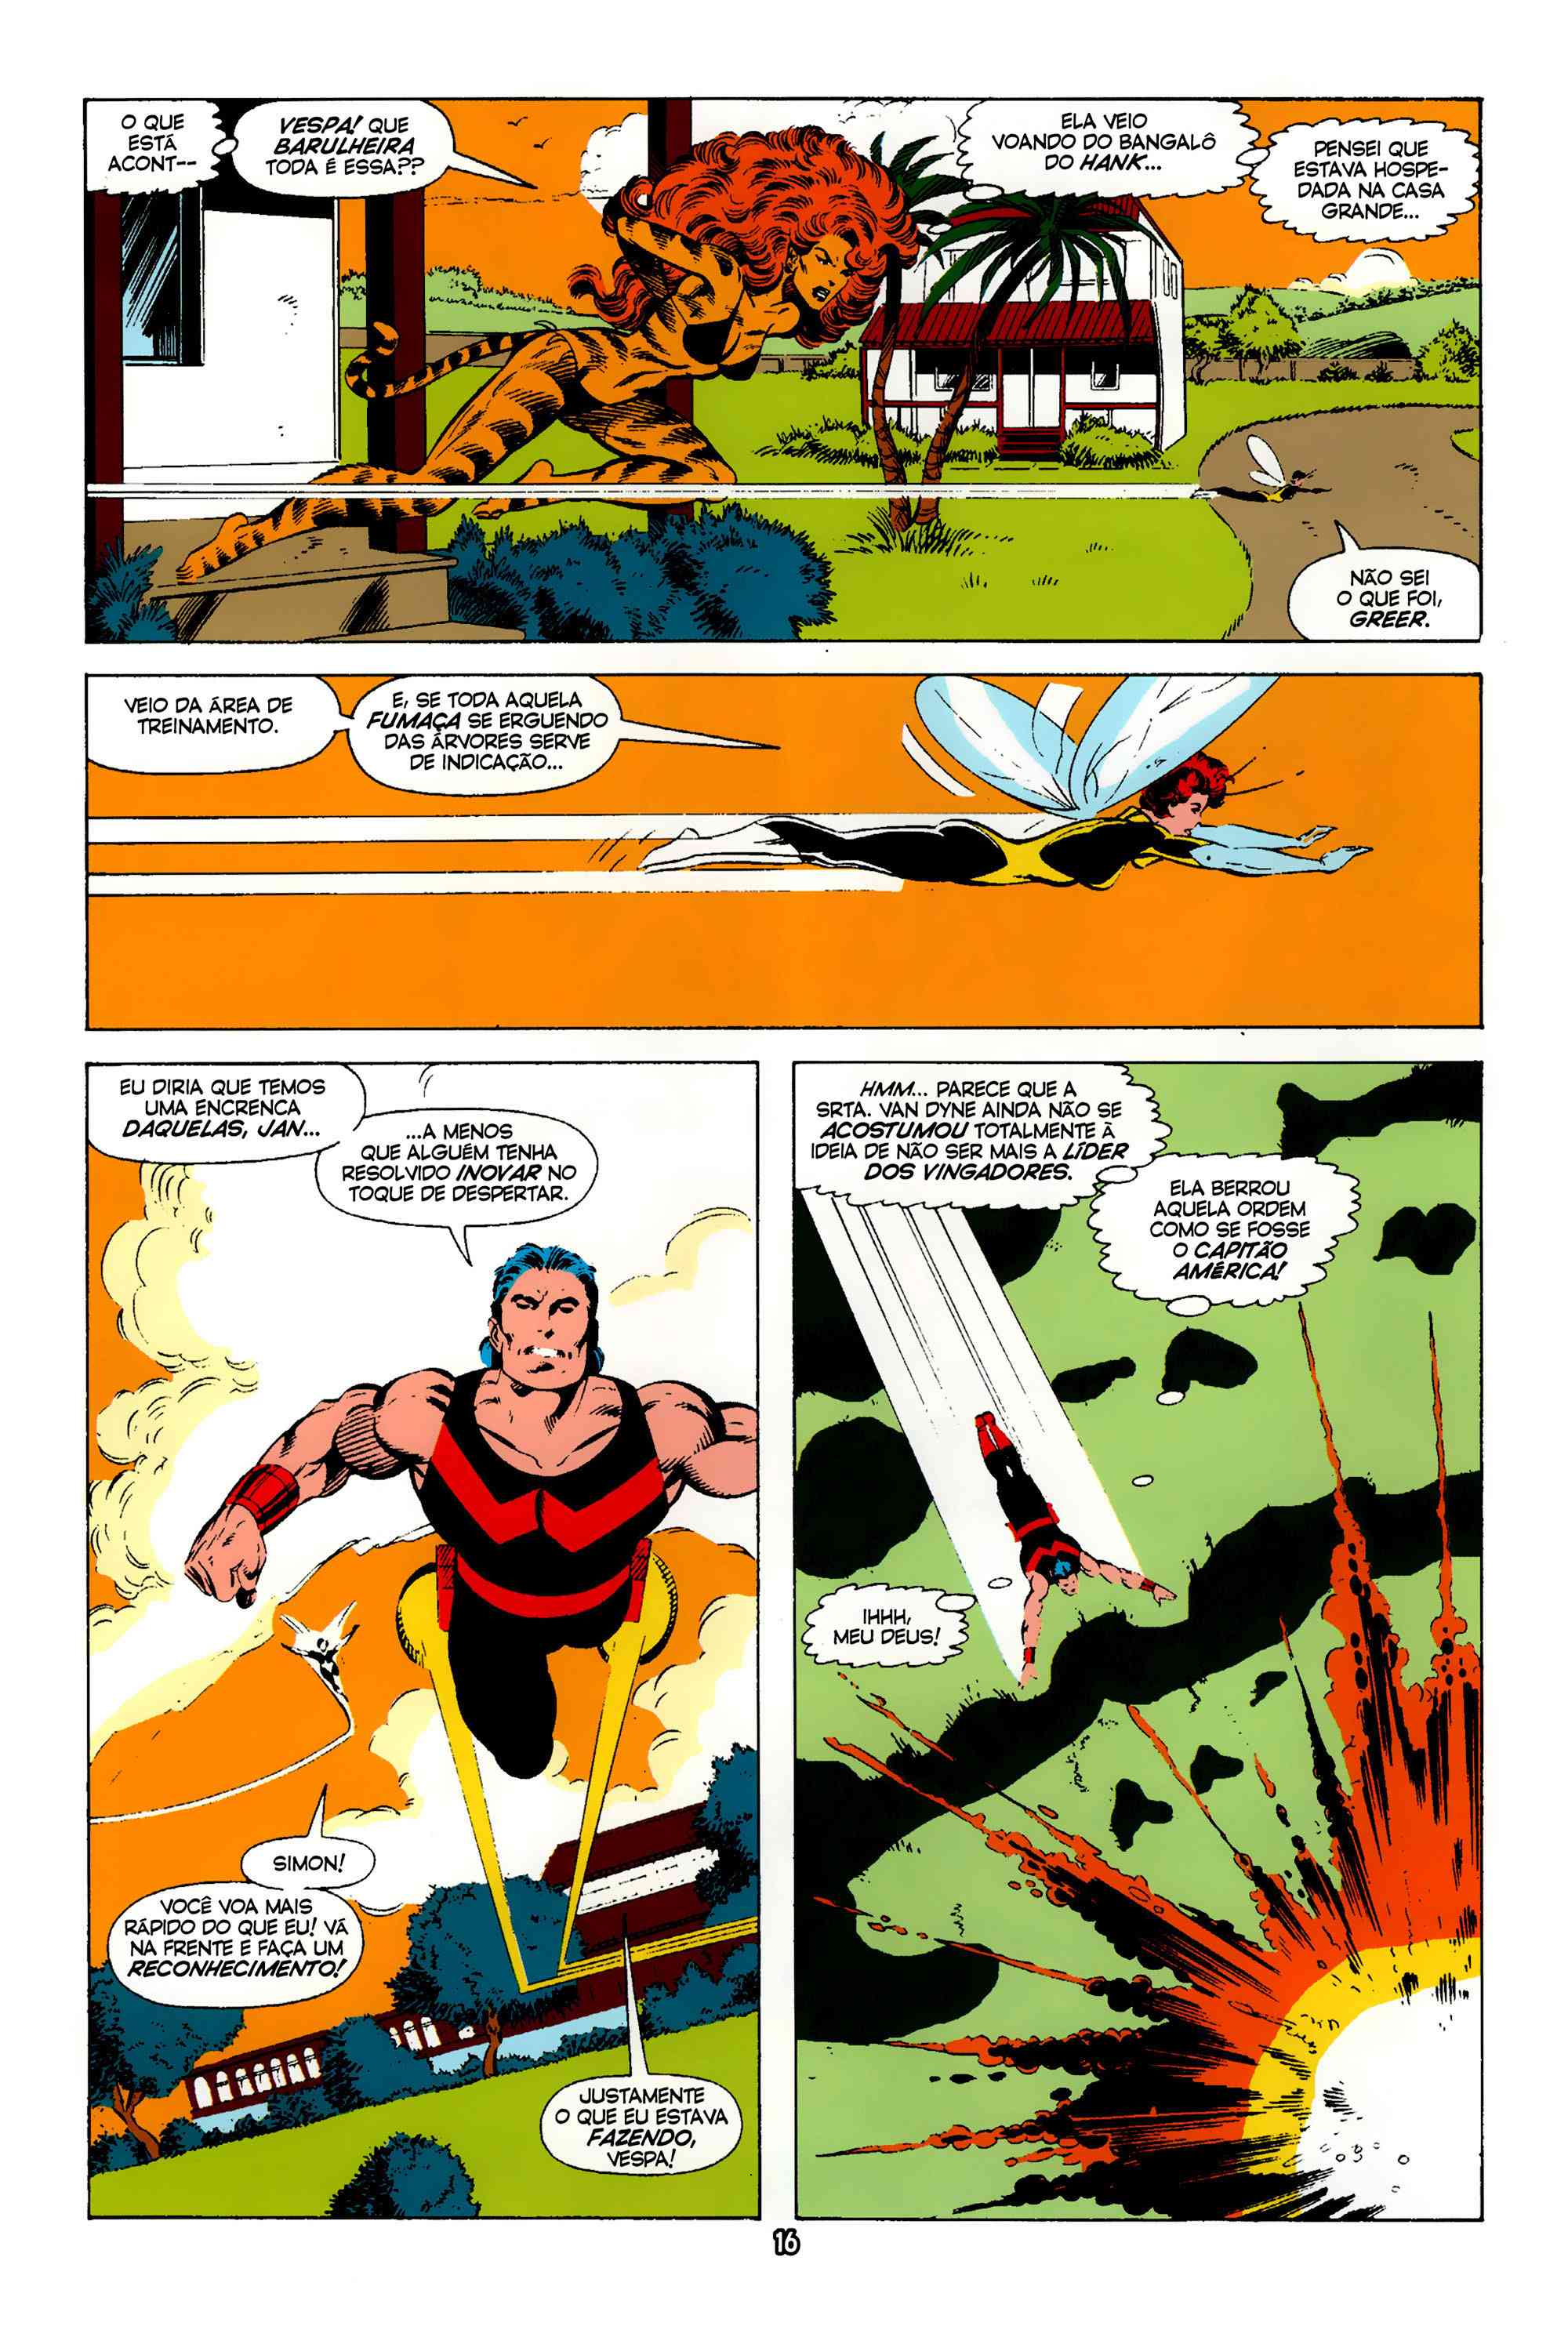 O QUE
ESTÁ
ACONT--
VESPA! QUE
BARULHEIRA
TODA É ESSA??
ELA VEIO
VOANDO DO BANGALÔ
DO HANK...
PENSEI QUE
ESTAVA HOSPE-
DADA NA CASA
GRANDE...
NÃO SEI
O QUE FOI,
GREER.
VEIO DA ÁREA DE
TREINAMENTO.
E, SE TODA AQUELA
FUMAÇA SE ERGUENDO
DAS ÁRVORES SERVE
DE INDICAÇÃO...
EU DIRIA QUE TEMOS
UMA ENCRENCA
DAQUELAS, JAN...
...A MENOS
QUE ALGUÉM TENHA
RESOLVIDO INOVAR NO
TOQUE DE DESPERTAR.
SIMON!
VOCÊ VOA MAIS
RÁPIDO DO QUE EU! VÁ
NA FRENTE E FAÇA UM
RECONHECIMENTO!
JUSTAMENTE
O QUE EU ESTAVA
FAZENDO,
VESPA!
HMM... PARECE QUE A
SRTA. VAN DYNE AINDA NÃO SE
ACOSTUMOU TOTALMENTE À
IDEIA DE NÃO SER MAIS A LÍDER
DOS VINGADORES.
ELA BERROU
AQUELA ORDEM
COMO SE FOSSE
O CAPITÃO
AMÉRICA!
IHHH,
MEU DEUS!
16